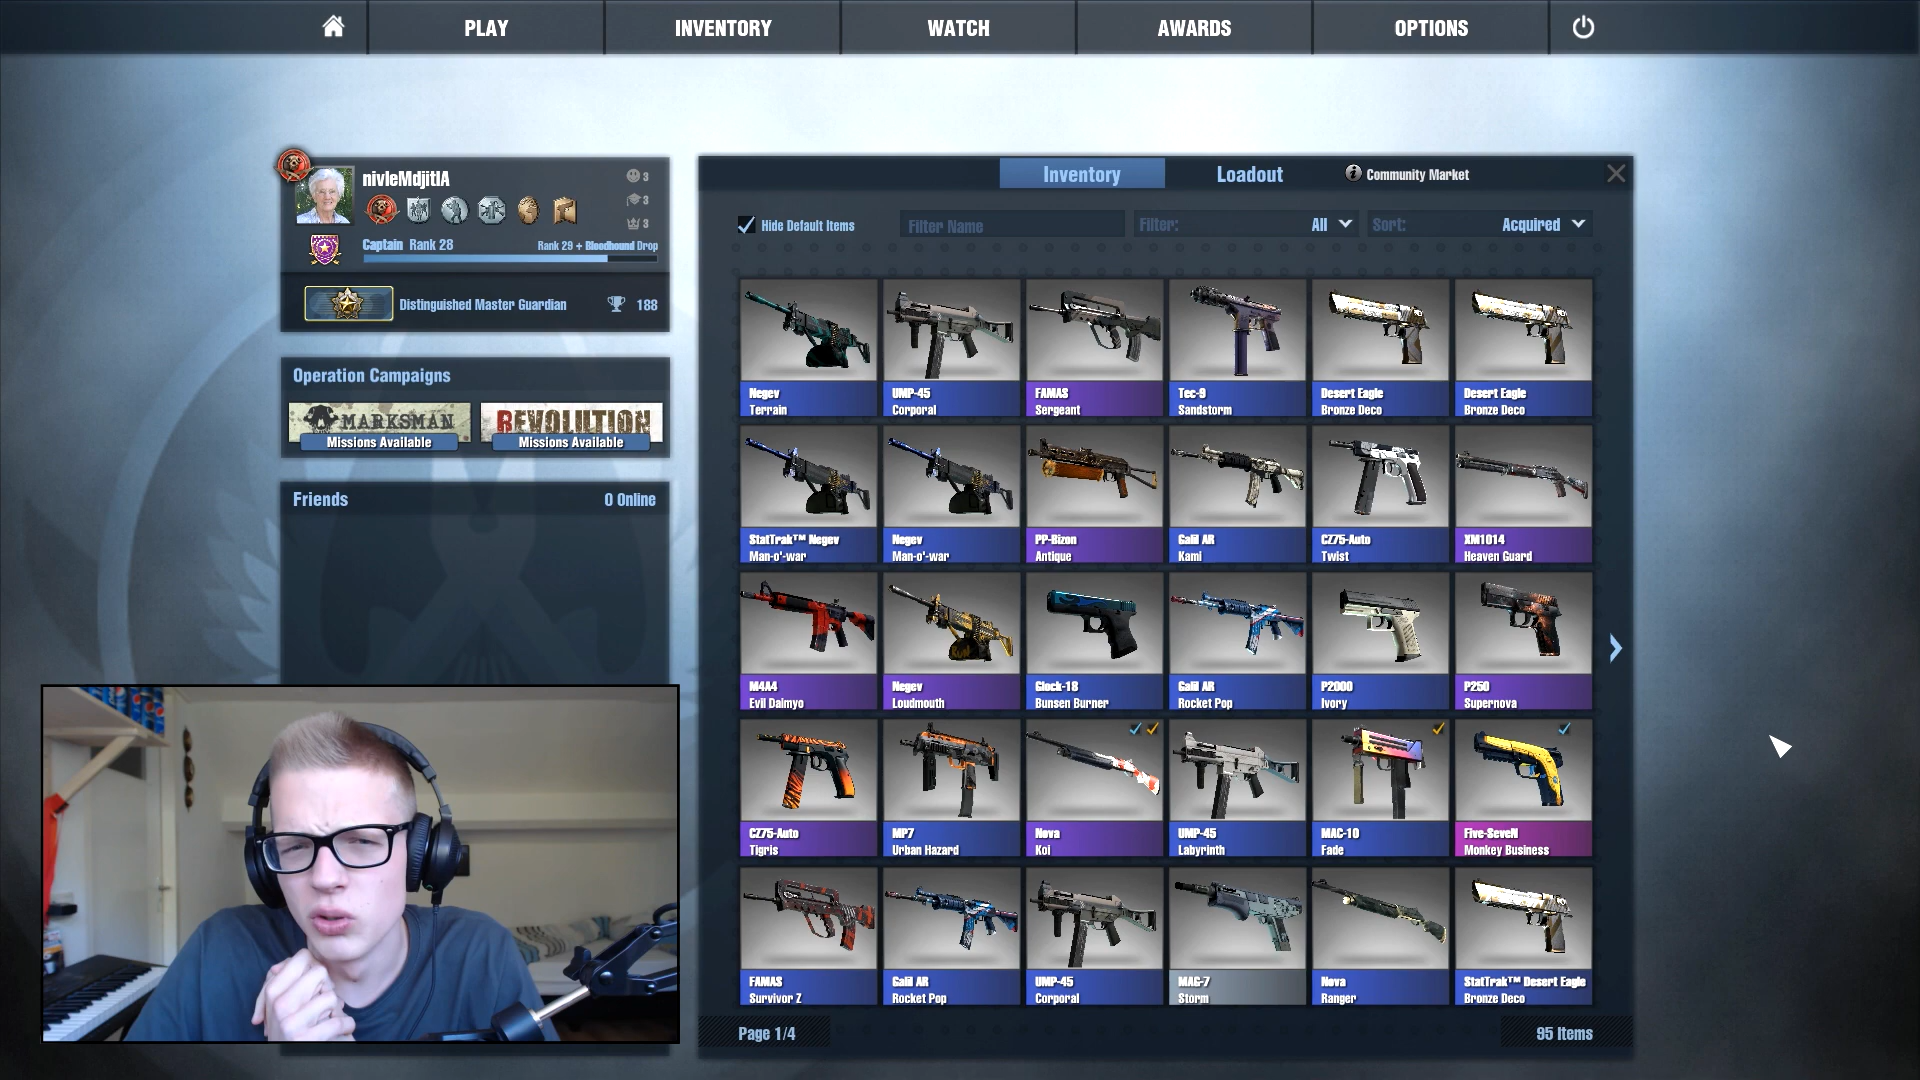 PLAY
INVENTORY
WATCH
AWARDS
OPTIONS
nivleMdjitlA
3
3
3
Captain Rank 28
Rank 29 + Bloodhound Drop
Distinguished Master Guardian
188
Operation Campaigns
MARKSMAN
Missions Available
REVOLUTION
Missions Available
Friends
0 Online
Inventory
Loadout
Community Market
Hide Default Items
Filter Name
Filter:
All
Sort:
Acquired
Negev
Terrain
UMP-45
Corporal
FAMAS
Sergeant
Tec-9
Sandstorm
Desert Eagle
Bronze Deco
Desert Eagle
Bronze Deco
StatTrak™ Negev
Man-o'-war
Negev
Man-o'-war
PP-Bizon
Antique
Galil AR
Kami
CZ75-Auto
Twist
XM1014
Heaven Guard
M4A4
Evil Daimyo
Negev
Loudmouth
Glock-18
Bunsen Burner
Galil AR
Rocket Pop
P2000
Ivory
P250
Supernova
CZ75-Auto
Tigris
MP7
Urban Hazard
Nova
Koi
UMP-45
Labyrinth
MAC-10
Fade
Five-SeveN
Monkey Business
FAMAS
Survivor Z
Galil AR
Rocket Pop
UMP-45
Corporal
MAG-7
Storm
Nova
Ranger
StatTrak™ Desert Eagle
Bronze Deco
Page 1/4
95 Items